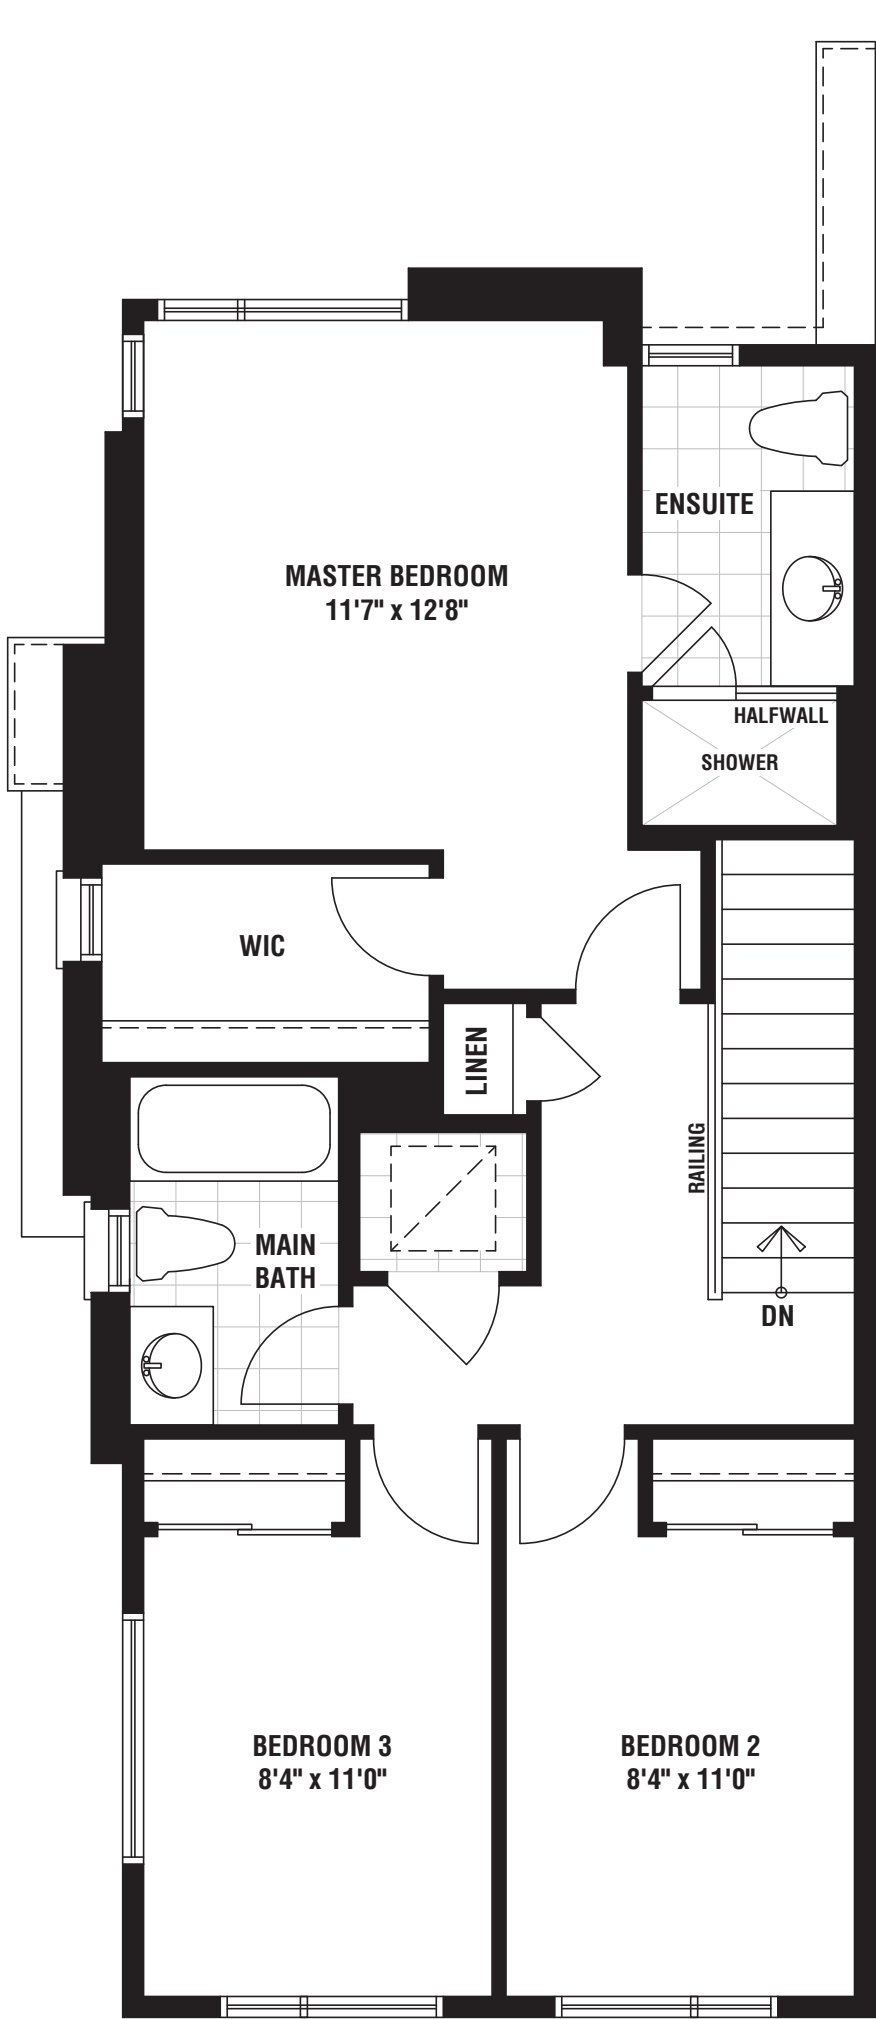 ENSUITE
MASTER BEDROOM
11'7" x 12'8"
HALFWALL
SHOWER
WIC
LINEN
RAILING
MAIN
BATH
DN
BEDROOM 3
8'4" x 11'0"
BEDROOM 2
8'4" x 11'0"